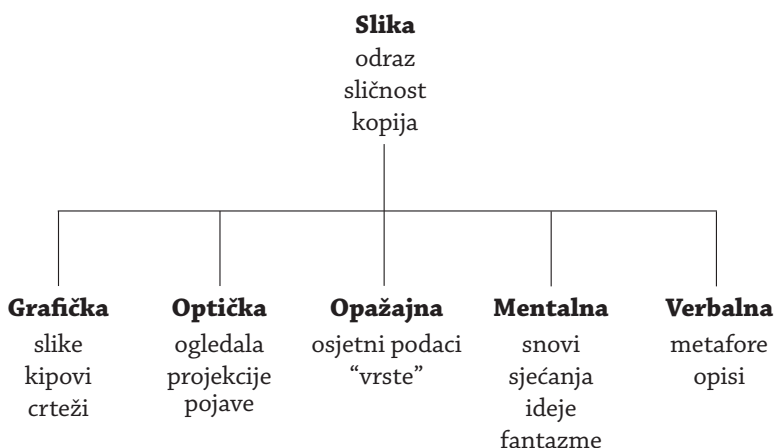 Slika
odraz
sličnost
kopija
Grafička
slike
kipovi
crteži
Optička
ogledala
projekcije
pojave
Opažajna
osjetni podaci
“vrste”
Mentalna
snovi
sjećanja
ideje
fantazme
Verbalna
metafore
opisi